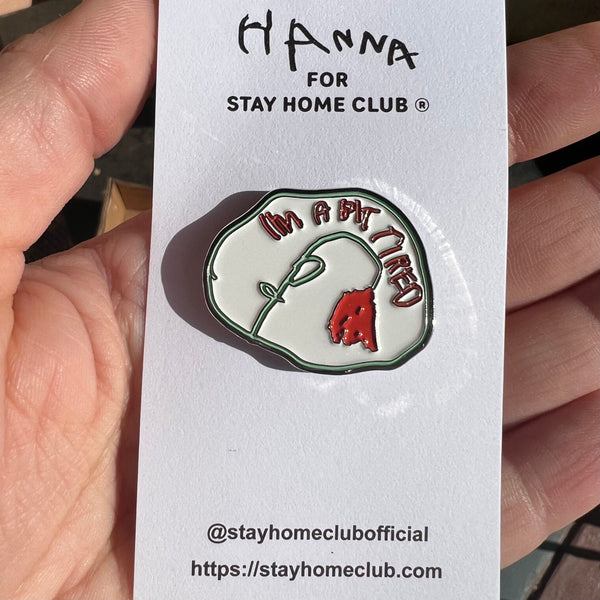 HANNA
FOR
STAY HOME CLUB ®
I'M A BIT TIRED
@stayhomeclubofficial
https://stayhomeclub.com